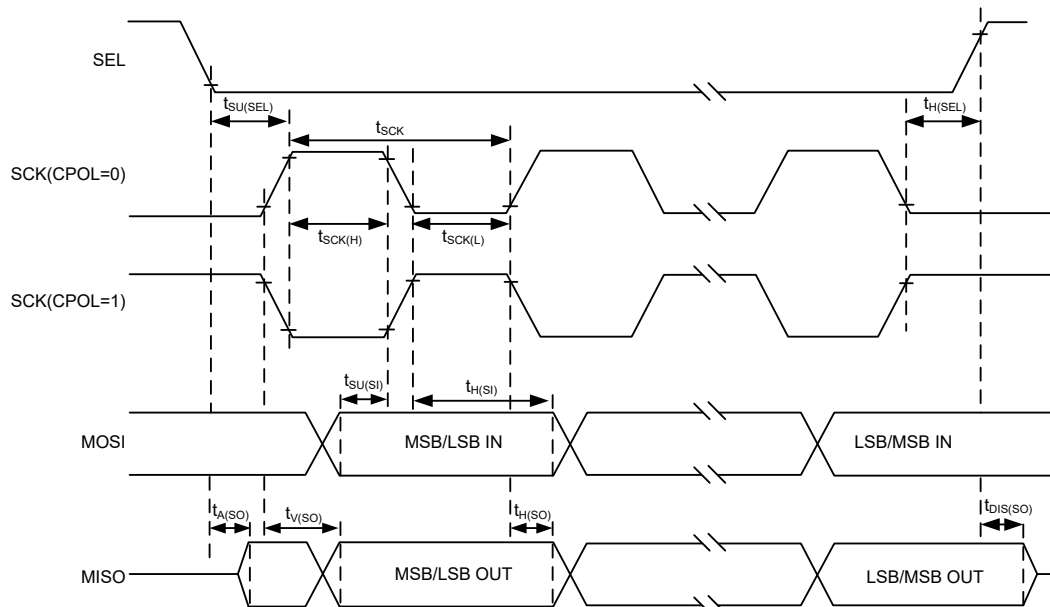 SEL
tSU(SEL)
tH(SEL)
tSCK
SCK(CPOL=0)
tSCK(H)
tSCK(L)
SCK(CPOL=1)
tSU(SI)
tH(SI)
MOSI
MSB/LSB IN
LSB/MSB IN
tA(SO)
tV(SO)
tH(SO)
tDIS(SO)
MISO
MSB/LSB OUT
LSB/MSB OUT